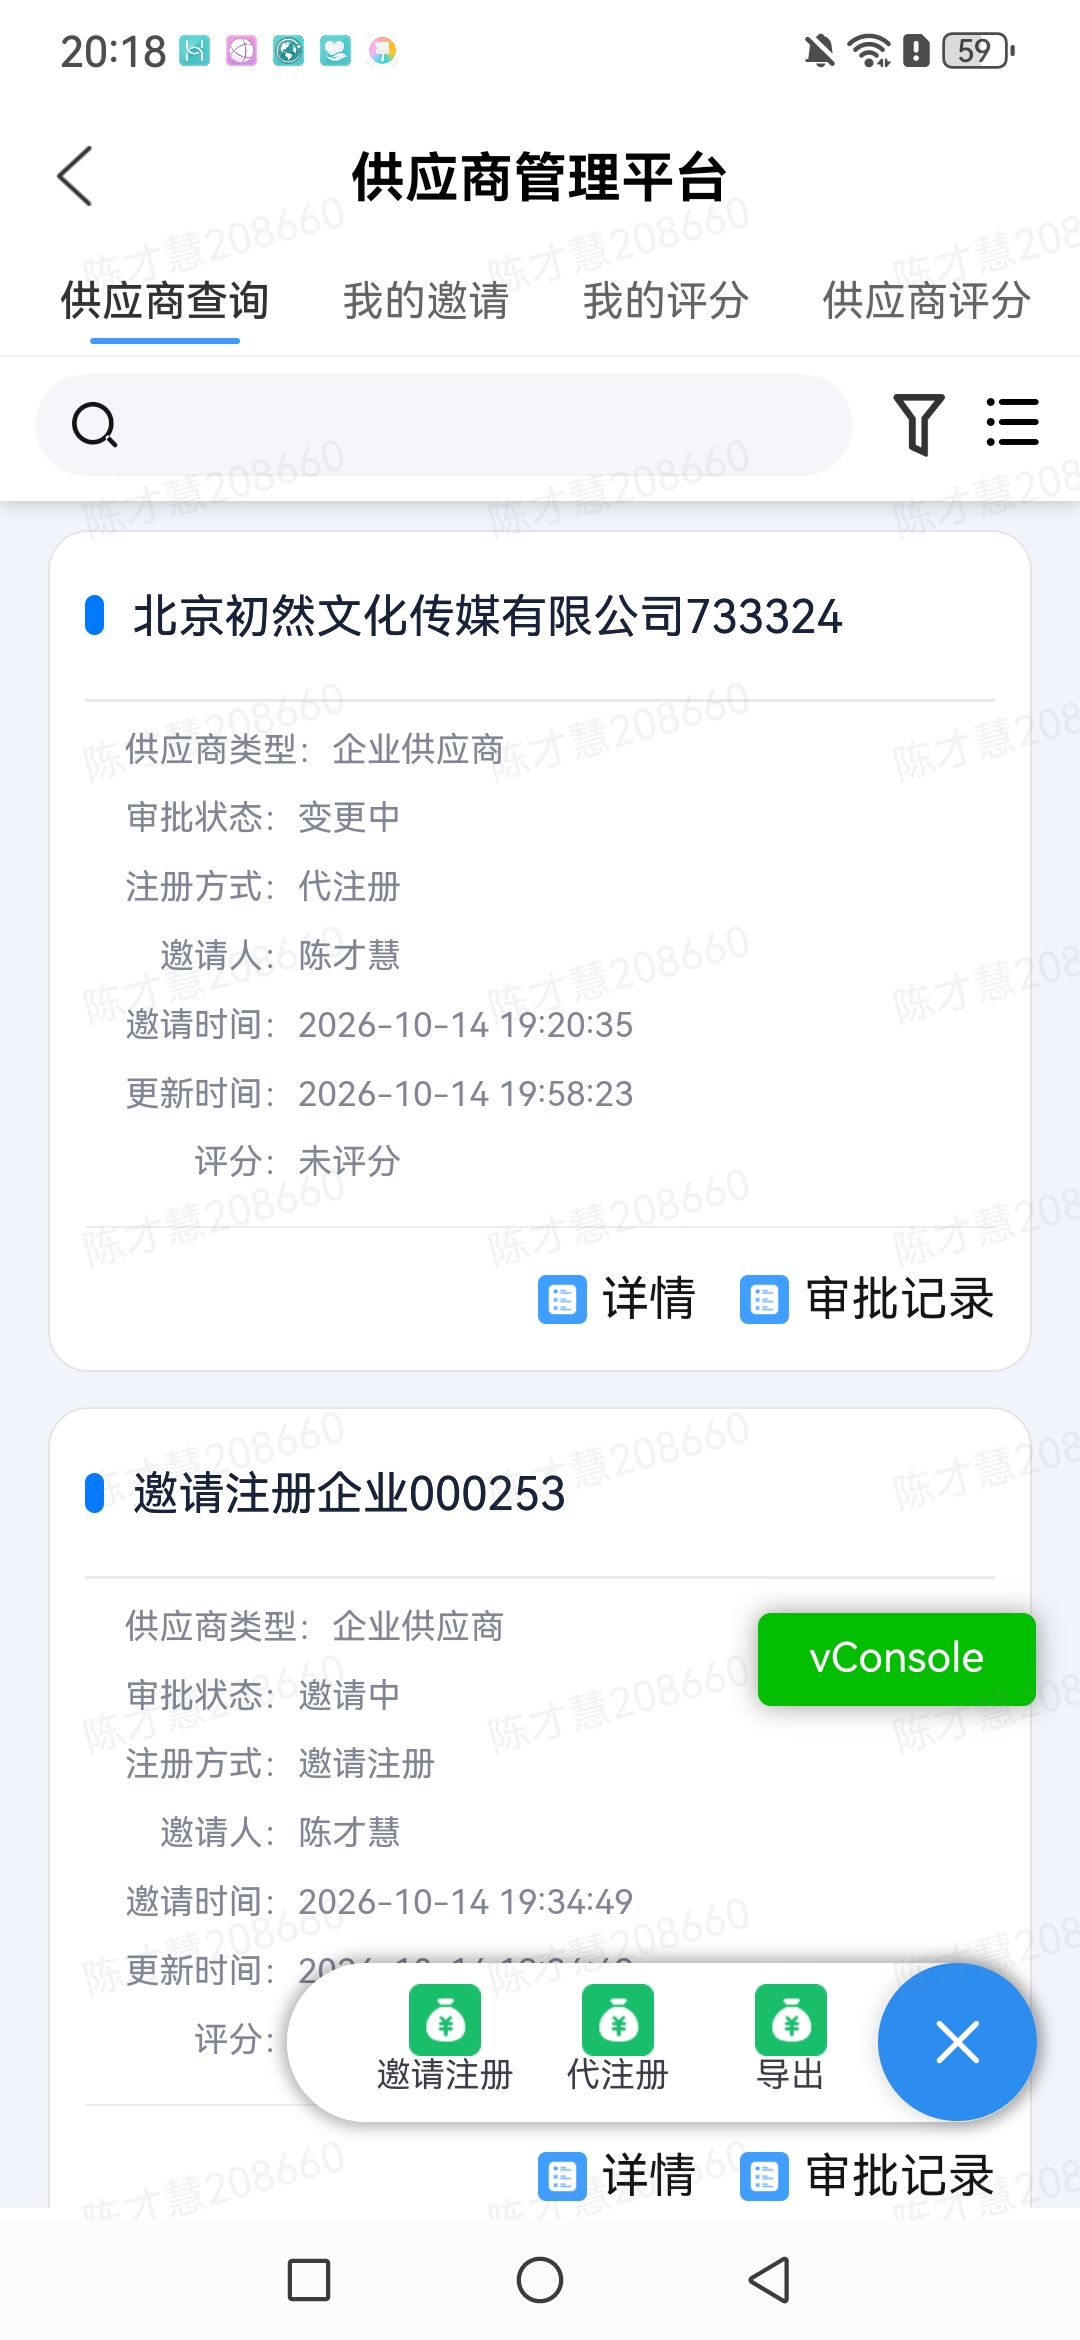 20:18 59
供应商管理平台
供应商查询 我的邀请 我的评分 供应商评分
北京初然文化传媒有限公司733324
供应商类型： 企业供应商
审批状态： 变更中
注册方式： 代注册
邀请人： 陈才慧
邀请时间： 2026-10-14 19:20:35
更新时间： 2026-10-14 19:58:23
评分： 未评分
详情 审批记录
邀请注册企业000253
供应商类型： 企业供应商
vConsole
审批状态： 邀请中
注册方式： 邀请注册
邀请人： 陈才慧
邀请时间： 2026-10-14 19:34:49
更新时间：
评分：
邀请注册 代注册 导出
详情 审批记录
陈才慧208660